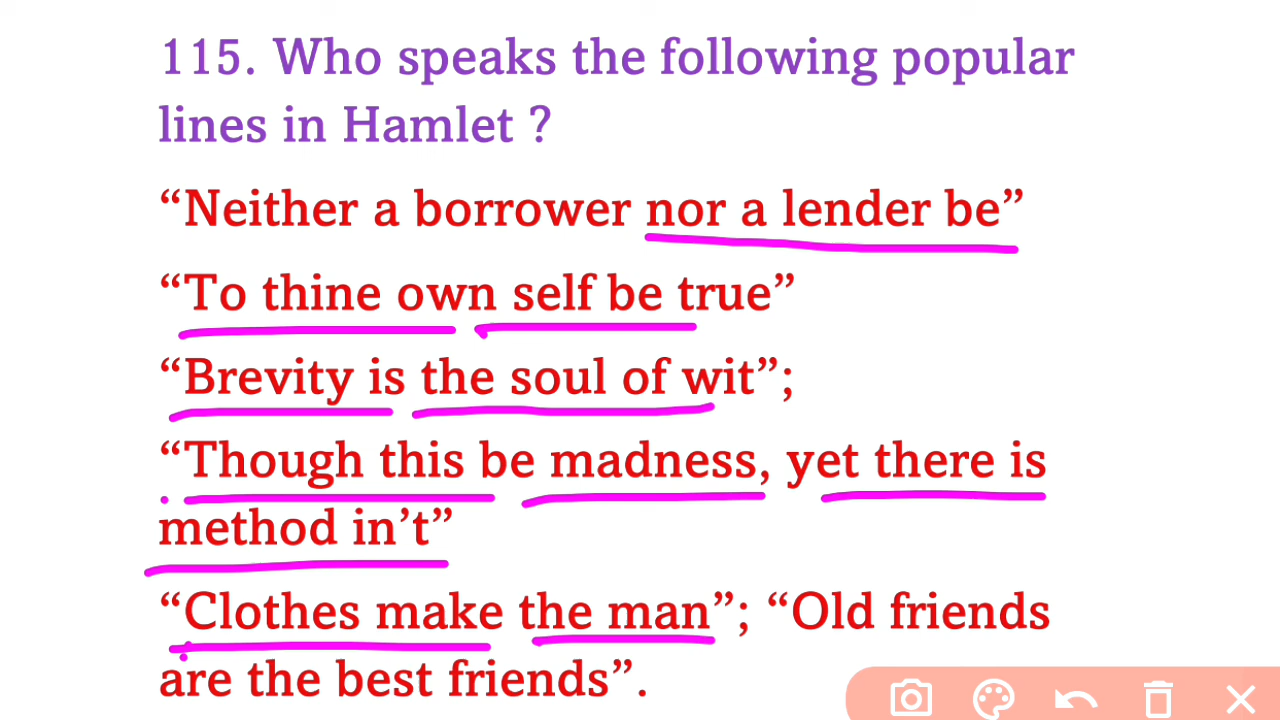 115. Who speaks the following popular
lines in Hamlet ?
“Neither a borrower nor a lender be”
“To thine own self be true”
“Brevity is the soul of wit”;
“Though this be madness, yet there is
method in’t”
“Clothes make the man”; “Old friends
are the best friends”.